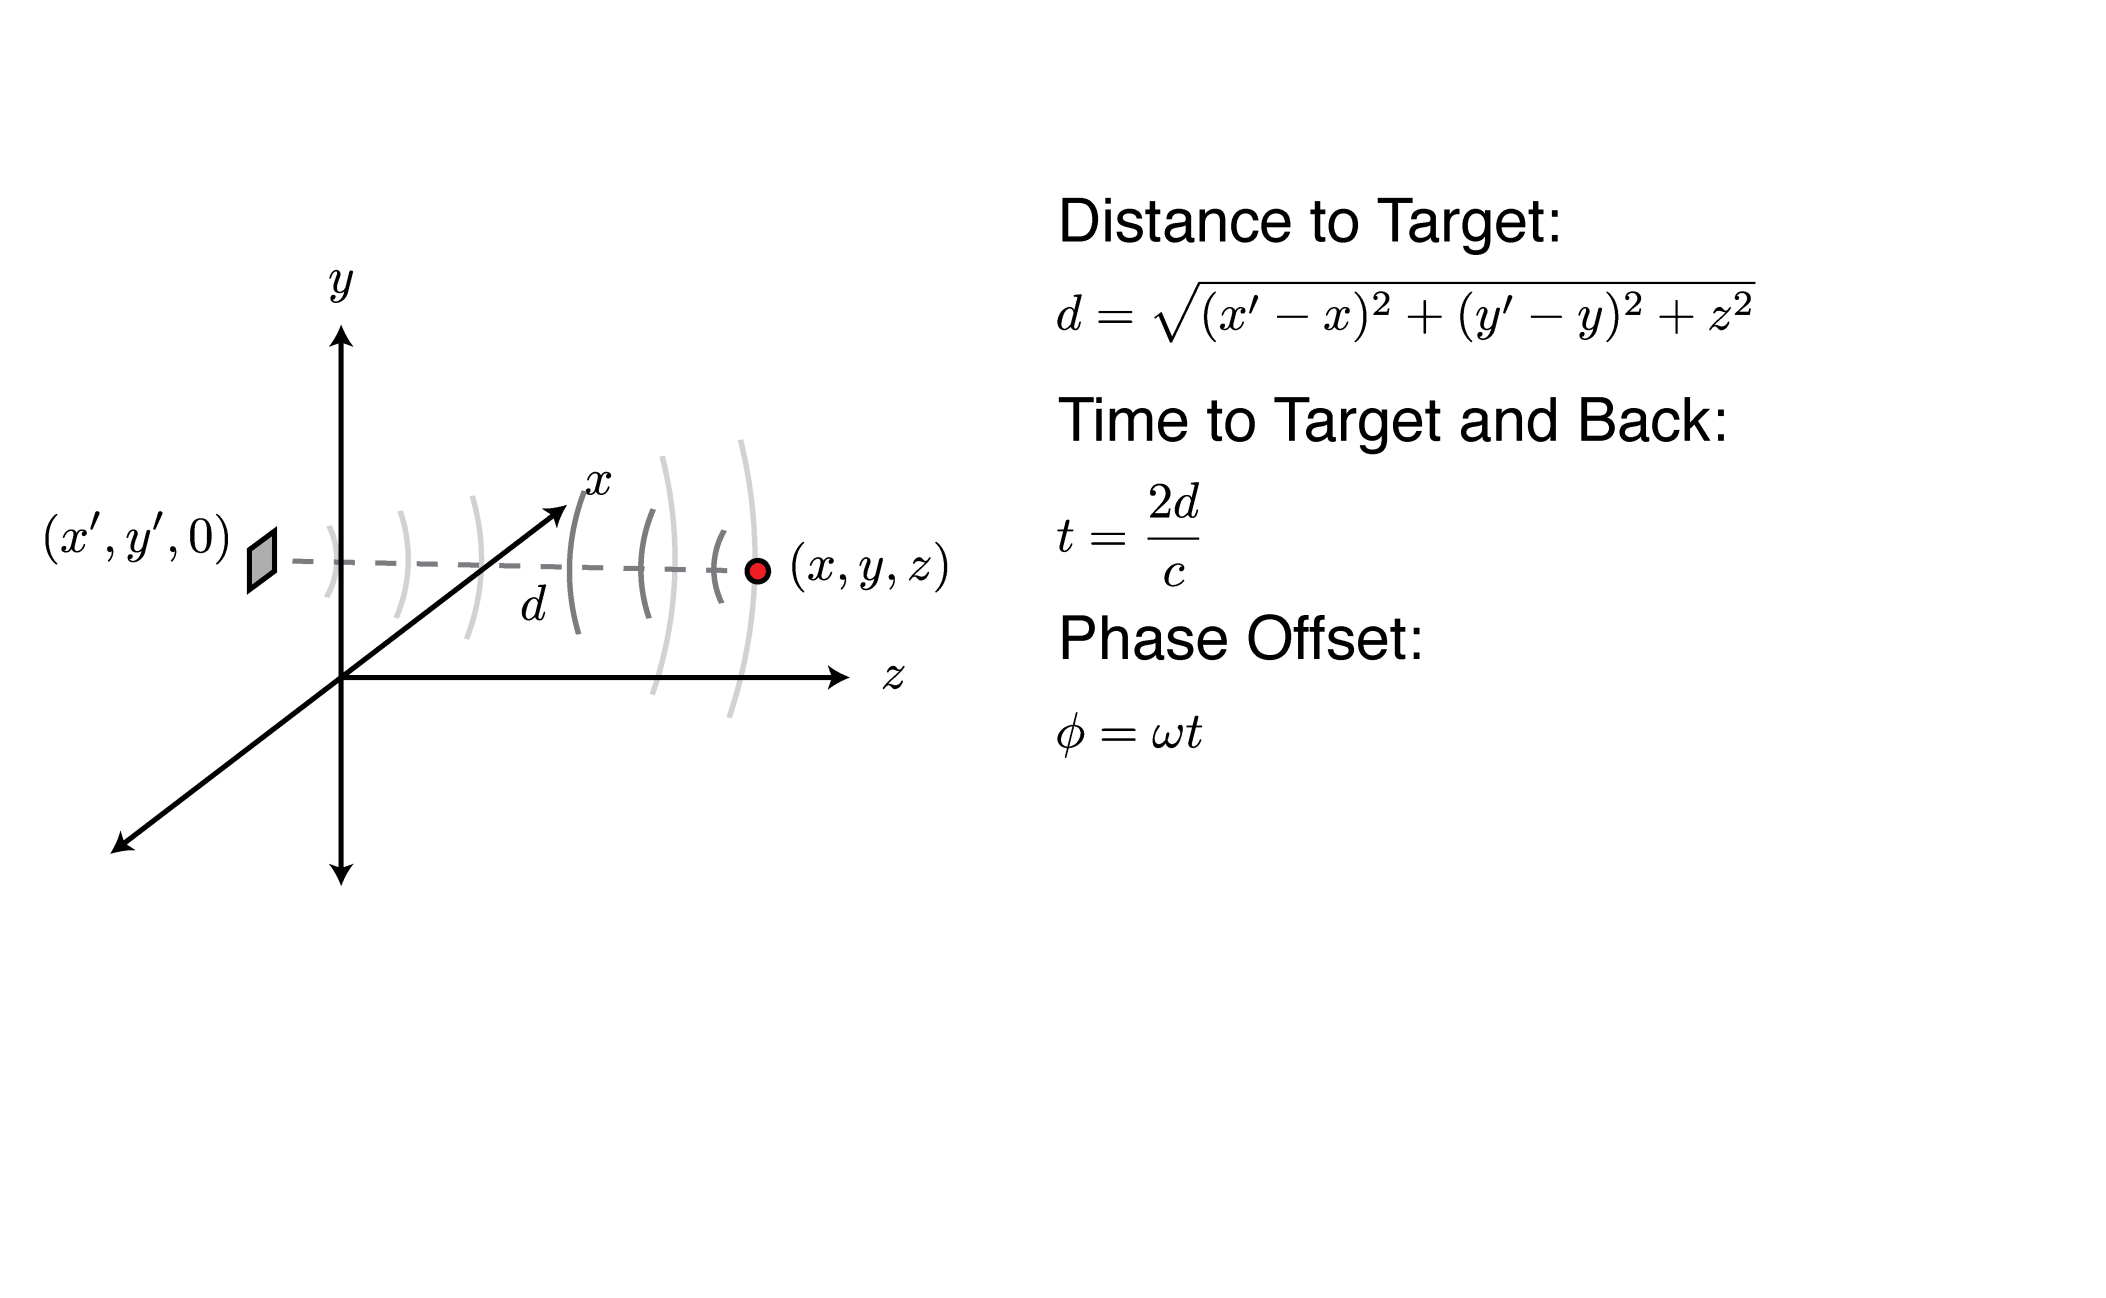 y
x
(x′, y′, 0)
(x, y, z)
d
z
Distance to Target:
d = √((x′ − x)² + (y′ − y)² + z²)
Time to Target and Back:
t = 2d/c
Phase Offset:
ϕ = ωt